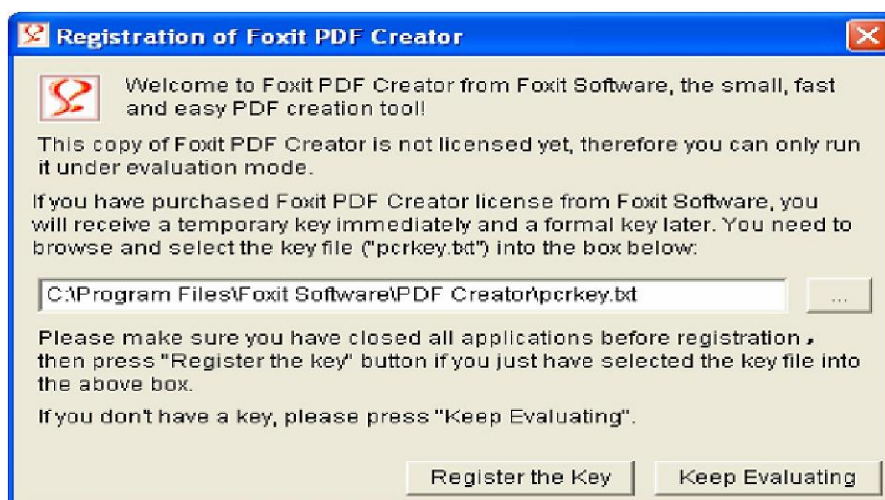 Registration of Foxit PDF Creator
Welcome to Foxit PDF Creator from Foxit Software, the small, fast
and easy PDF creation tool!
This copy of Foxit PDF Creator is not licensed yet, therefore you can only run
it under evaluation mode.
If you have purchased Foxit PDF Creator license from Foxit Software, you
will receive a temporary key immediately and a formal key later. You need to
browse and select the key file ("pcrkey.txt") into the box below:
C:\Program Files\Foxit Software\PDF Creator\pcrkey.txt
...
Please make sure you have closed all applications before registration,
then press "Register the key" button if you just have selected the key file into
the above box.
If you don't have a key, please press "Keep Evaluating".
Register the Key
Keep Evaluating